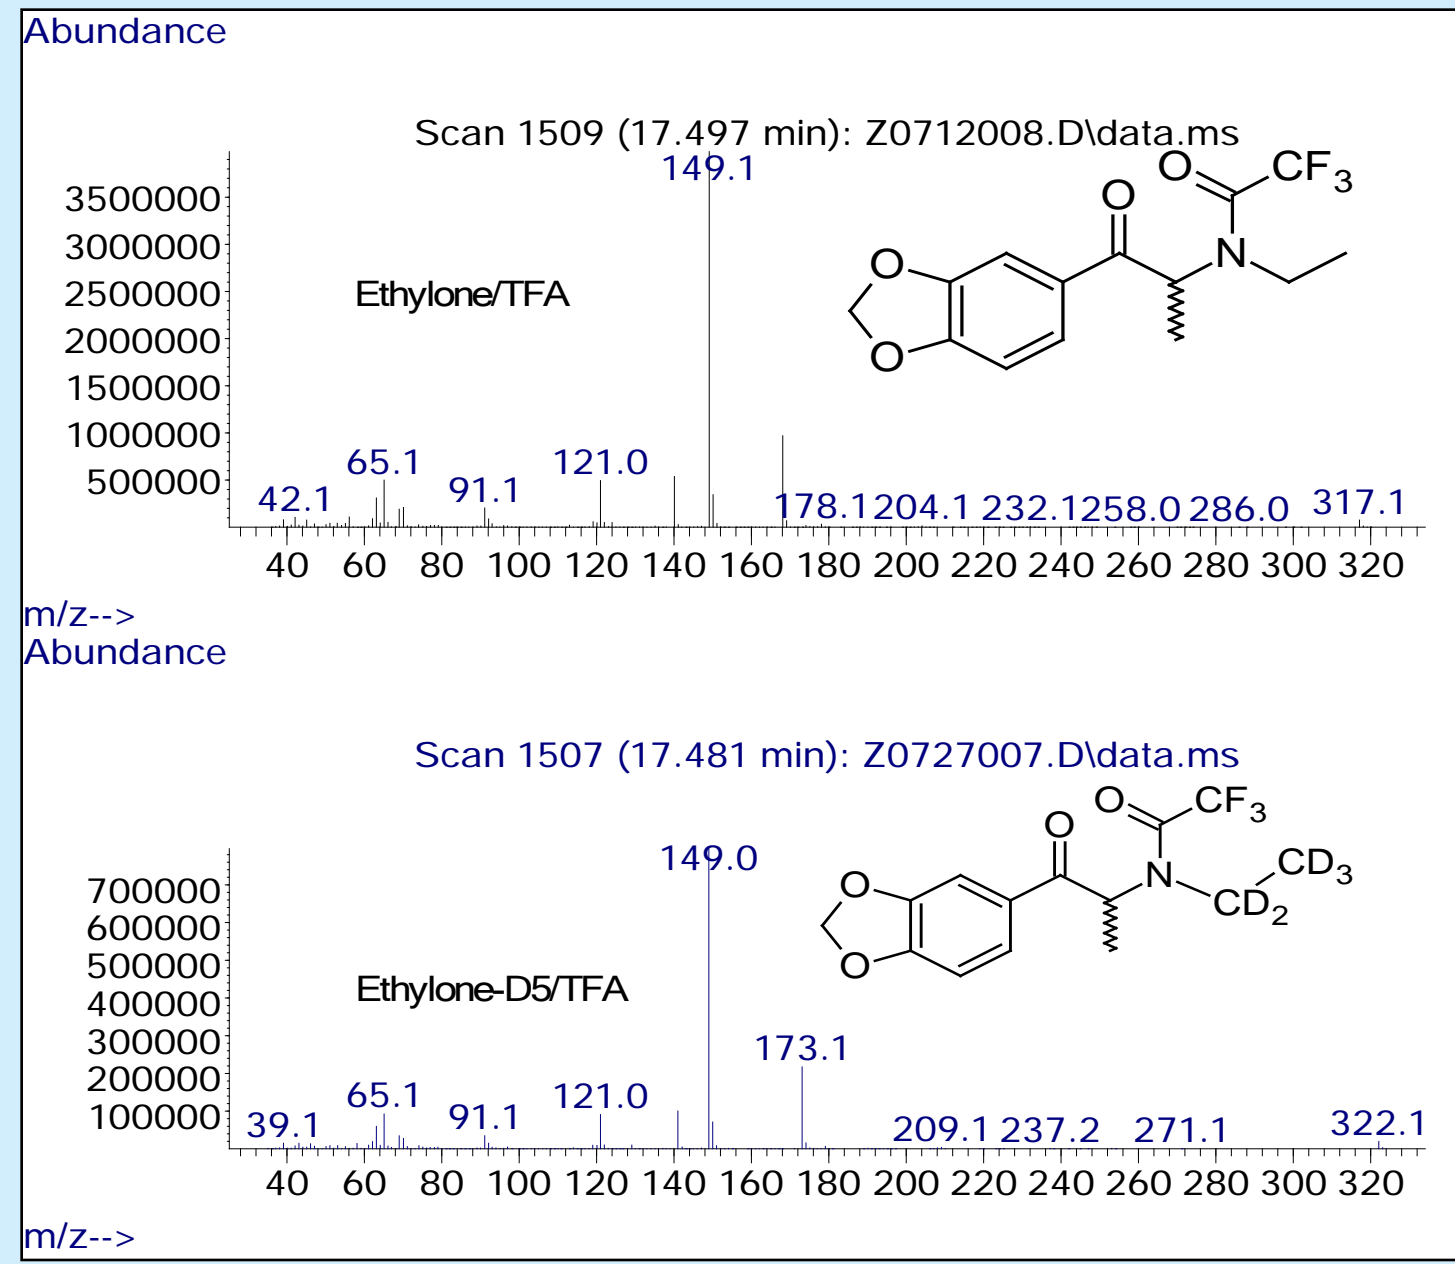 Abundance
Scan 1509 (17.497 min): Z0712008.D\data.ms
149.1
O
CF3
O
N
O
O
3500000
3000000
2500000
2000000
1500000
1000000
500000
Ethylone/TFA
42.1
65.1
91.1
121.0
178.1
204.1
232.1
258.0
286.0
317.1
40 60 80 100 120 140 160 180 200 220 240 260 280 300 320
m/z-->
Abundance
Scan 1507 (17.481 min): Z0727007.D\data.ms
149.0
O
CF3
O
N
CD3
CD2
O
O
700000
600000
500000
400000
300000
200000
100000
Ethylone-D5/TFA
39.1
65.1
91.1
121.0
173.1
209.1
237.2
271.1
322.1
40 60 80 100 120 140 160 180 200 220 240 260 280 300 320
m/z-->